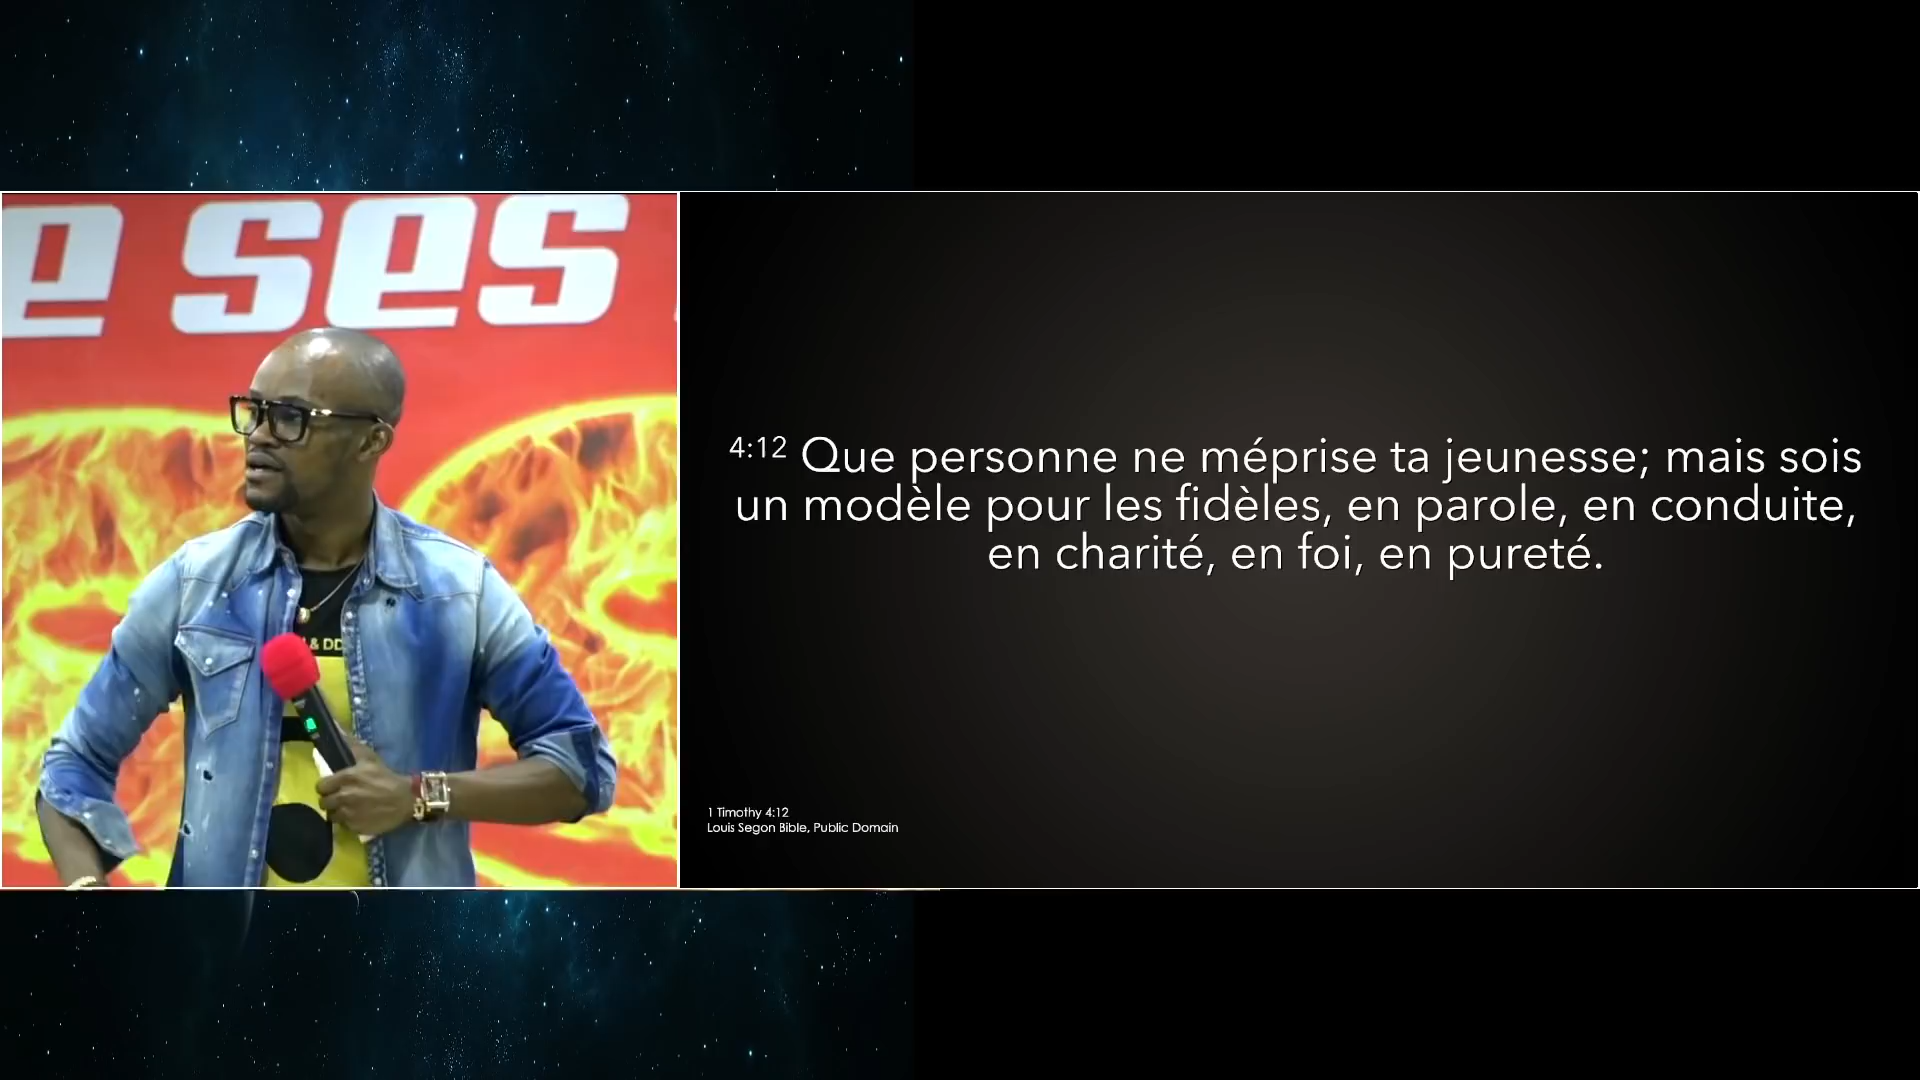 e ses
& DD
4:12 Que personne ne méprise ta jeunesse; mais sois
un modèle pour les fidèles, en parole, en conduite,
en charité, en foi, en pureté.
1 Timothy 4:12
Louis Segon Bible, Public Domain